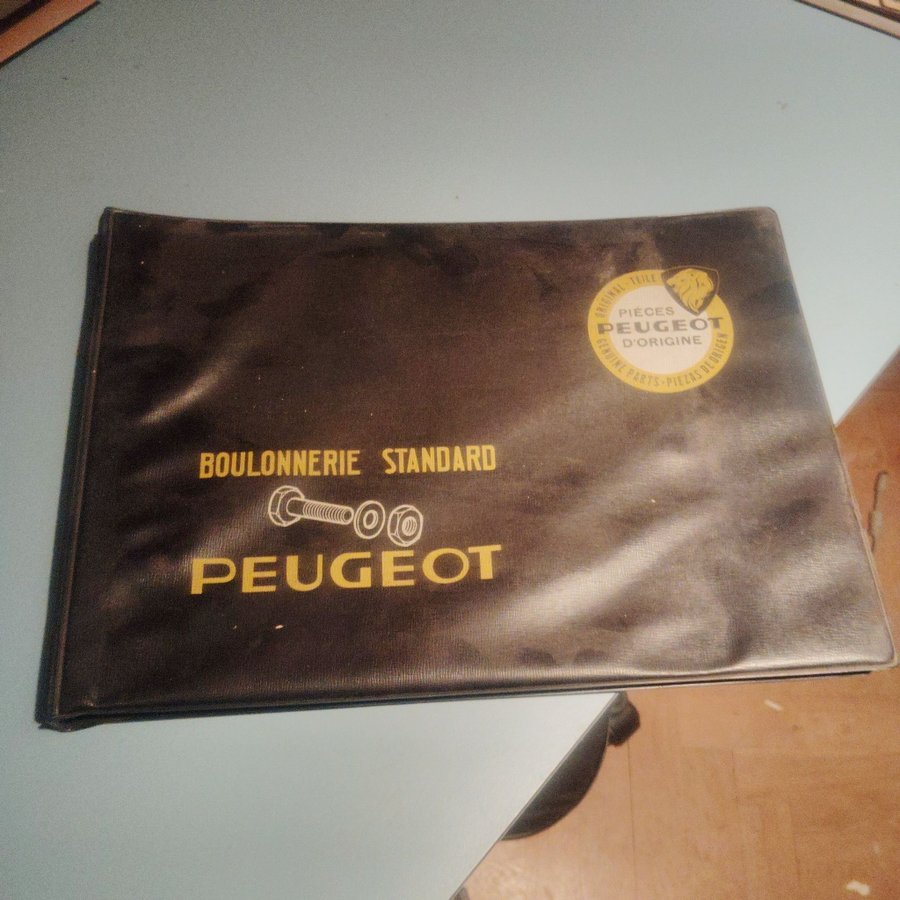 ORIGINAL - TEILE
PIÈCES
PEUGEOT
D'ORIGINE
GENUINE PARTS - PIEZAS DE ORIGEN
BOULONNERIE STANDARD
PEUGEOT